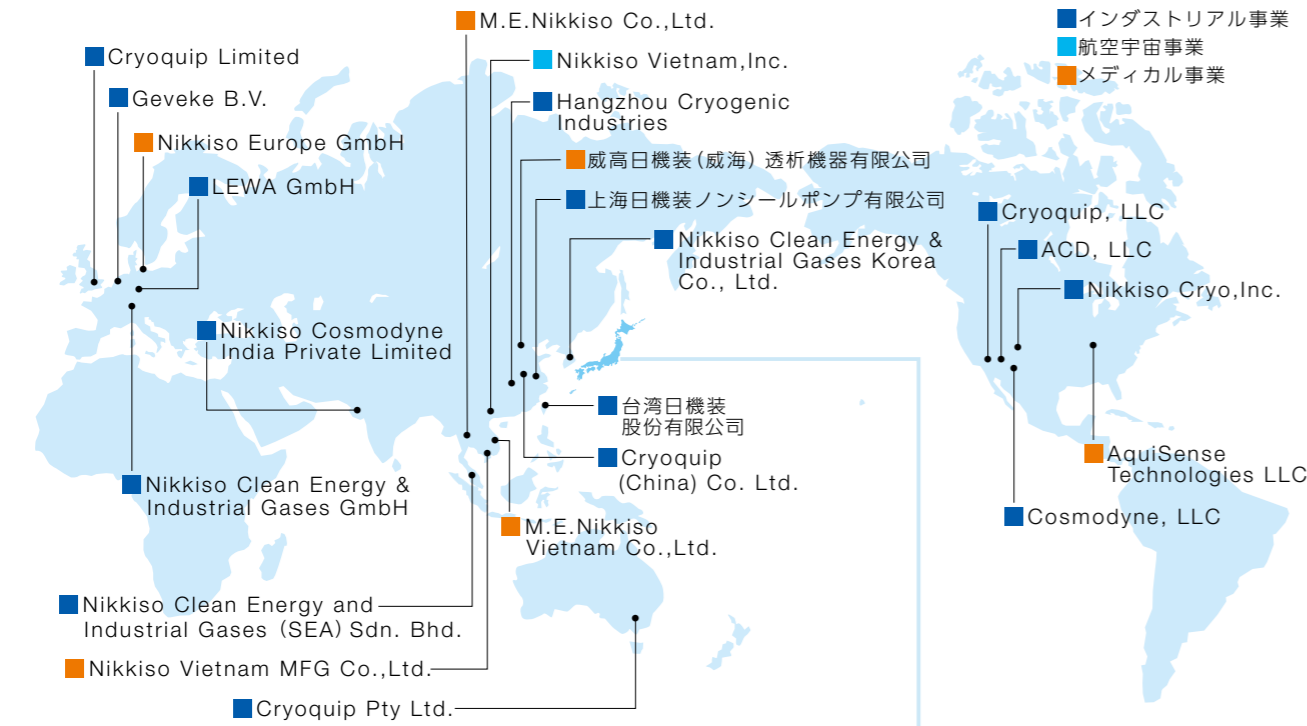 M.E.Nikkiso Co.,Ltd.
インダストリアル事業
航空宇宙事業
メディカル事業
Cryoquip Limited
Nikkiso Vietnam,Inc.
Geveke B.V.
Hangzhou Cryogenic
Industries
Nikkiso Europe GmbH
威高日機装(威海)透析機器有限公司
LEWA GmbH
上海日機装ノンシールポンプ有限公司
Cryoquip, LLC
Nikkiso Clean Energy &
Industrial Gases Korea
Co., Ltd.
ACD, LLC
Nikkiso Cryo,Inc.
Nikkiso Cosmodyne
India Private Limited
台湾日機装
股份有限公司
Cryoquip
(China) Co. Ltd.
AquiSense
Technologies LLC
Nikkiso Clean Energy &
Industrial Gases GmbH
Cosmodyne, LLC
M.E.Nikkiso
Vietnam Co.,Ltd.
Nikkiso Clean Energy and
Industrial Gases (SEA) Sdn. Bhd.
Nikkiso Vietnam MFG Co.,Ltd.
Cryoquip Pty Ltd.